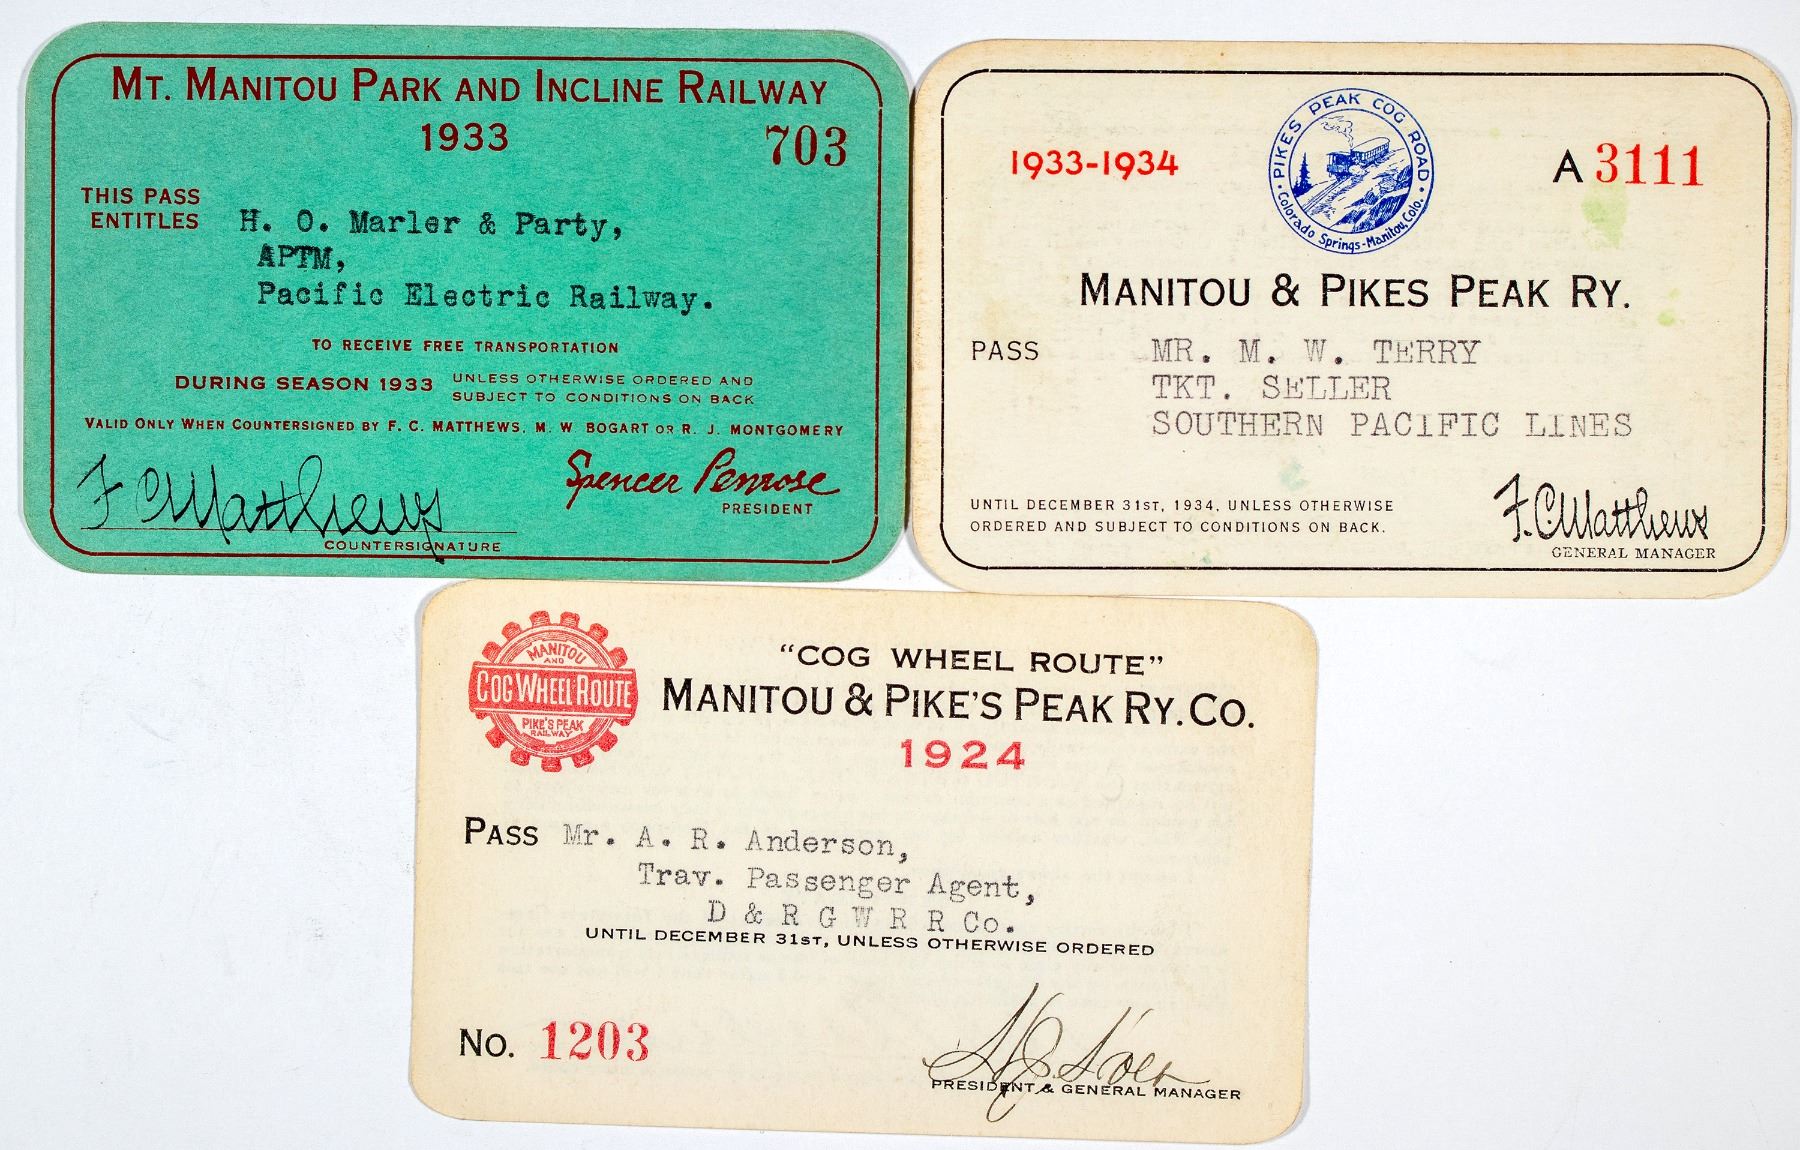 MT. MANITOU PARK AND INCLINE RAILWAY
1933
703
THIS PASS
ENTITLES
H. O. Marler & Party,
APTM,
Pacific Electric Railway.
TO RECEIVE FREE TRANSPORTATION
DURING SEASON 1933
UNLESS OTHERWISE ORDERED AND
SUBJECT TO CONDITIONS ON BACK
VALID ONLY WHEN COUNTERSIGNED BY F. C. MATTHEWS, M. W BOGART OR R. J. MONTGOMERY
F C Matthews
COUNTERSIGNATURE
Spencer Penrose
PRESIDENT
1933-1934
PIKES PEAK COG ROAD
Colorado Springs-Manitou, Colo.
A 3111
MANITOU & PIKES PEAK RY.
PASS
MR. M. W. TERRY
TKT. SELLER
SOUTHERN PACIFIC LINES
UNTIL DECEMBER 31ST, 1934, UNLESS OTHERWISE
ORDERED AND SUBJECT TO CONDITIONS ON BACK.
F. C. Matthews
GENERAL MANAGER
MANITOU
AND
COG WHEEL ROUTE
PIKE'S PEAK
RAILWAY
"COG WHEEL ROUTE"
MANITOU & PIKE'S PEAK RY. CO.
1924
PASS Mr. A. R. Anderson,
Trav. Passenger Agent,
D & R G W R R Co.
UNTIL DECEMBER 31ST, UNLESS OTHERWISE ORDERED
No. 1203
PRESIDENT & GENERAL MANAGER